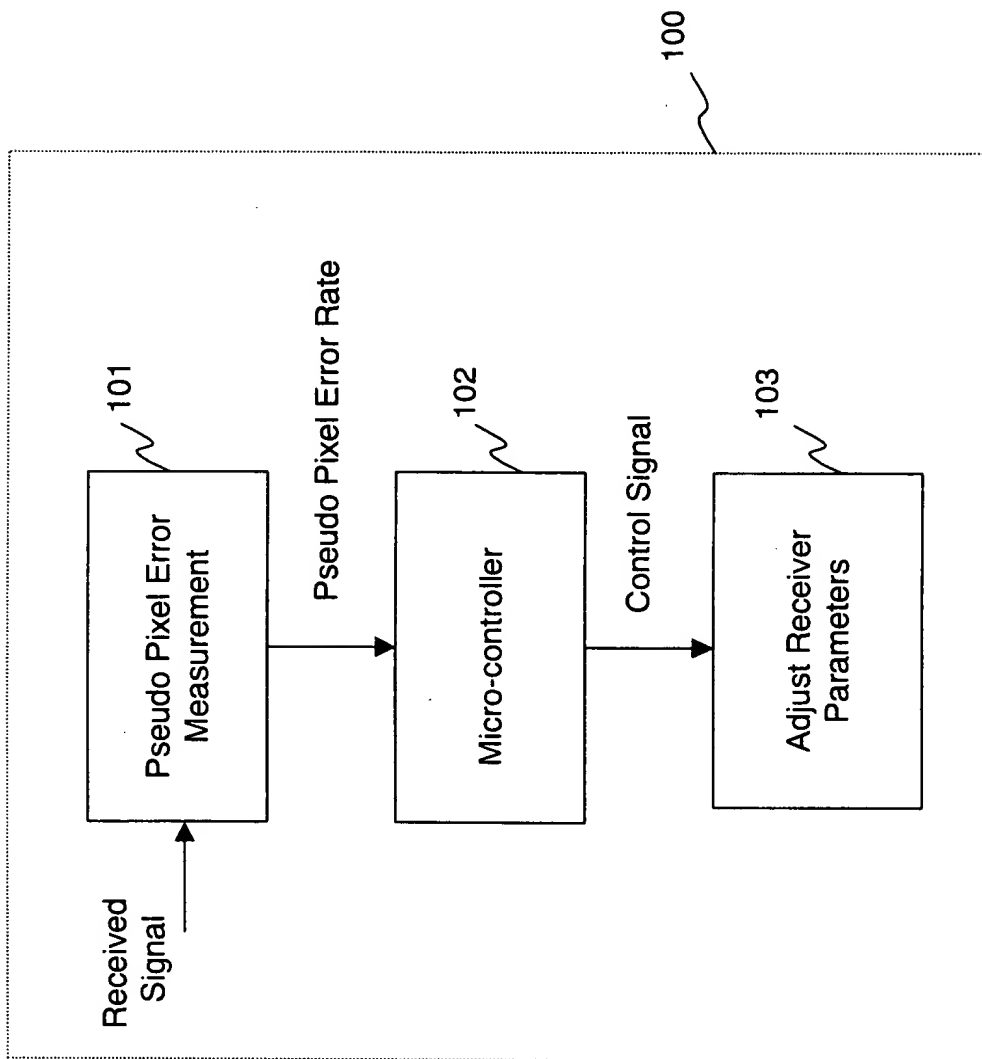 100
Received
Signal
101
Pseudo Pixel Error
Measurement
Pseudo Pixel Error Rate
102
Micro-controller
Control Signal
103
Adjust Receiver
Parameters